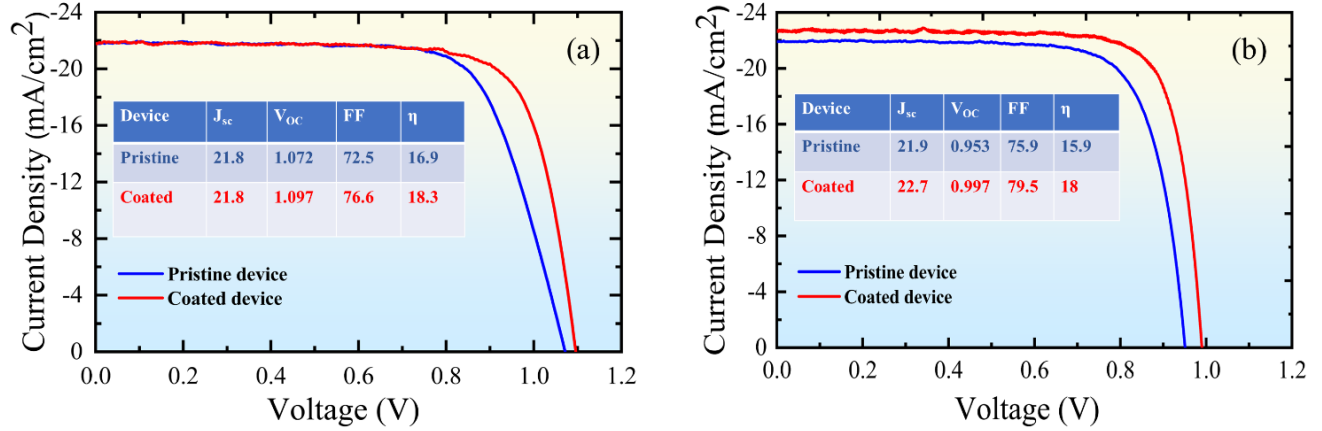 (a)
Current Density (mA/cm²)
-24
-20
-16
-12
-8
-4
0
Device J_sc V_OC FF η
Pristine 21.8 1.072 72.5 16.9
Coated 21.8 1.097 76.6 18.3
Pristine device
Coated device
0.0 0.2 0.4 0.6 0.8 1.0 1.2
Voltage (V)
(b)
Current Density (mA/cm²)
-24
-20
-16
-12
-8
-4
0
Device J_sc V_OC FF η
Pristine 21.9 0.953 75.9 15.9
Coated 22.7 0.997 79.5 18
Pristine device
Coated device
0.0 0.2 0.4 0.6 0.8 1.0 1.2
Voltage (V)